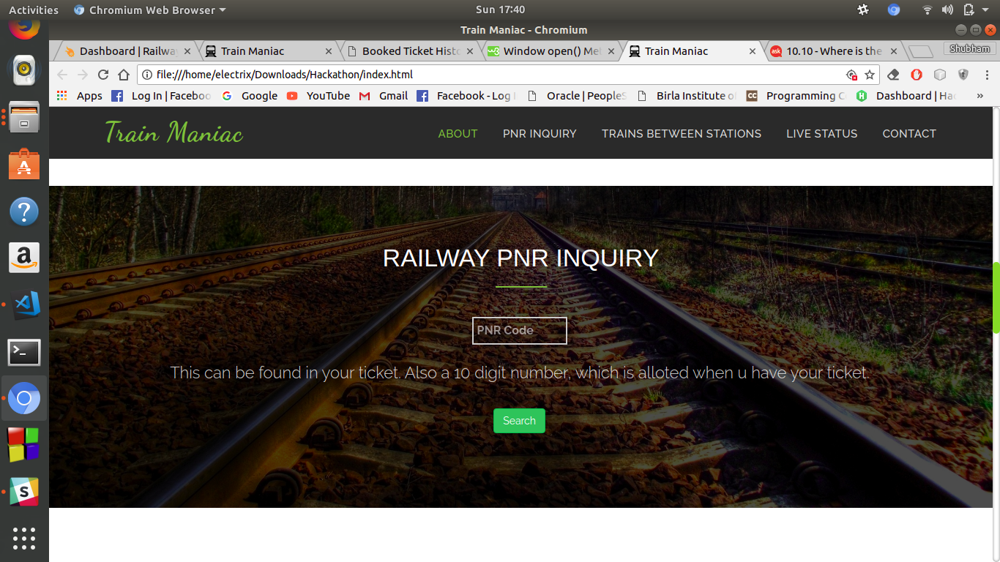 Activities Chromium Web Browser Sun 17:40
Train Maniac - Chromium
Dashboard | Railwa Train Maniac Booked Ticket Hist Window open() Me Train Maniac ask 10.10 - Where is the Shubham
file:///home/electrix/Downloads/Hackathon/index.html
Apps Log In | Faceboo Google YouTube Gmail Facebook - Log Oracle | PeopleS Birla Institute o CC Programming C Dashboard | Ha »
Train Maniac ABOUT PNR INQUIRY TRAINS BETWEEN STATIONS LIVE STATUS CONTACT
RAILWAY PNR INQUIRY
PNR Code
This can be found in your ticket. Also a 10 digit number, which is alloted when u have your ticket.
Search